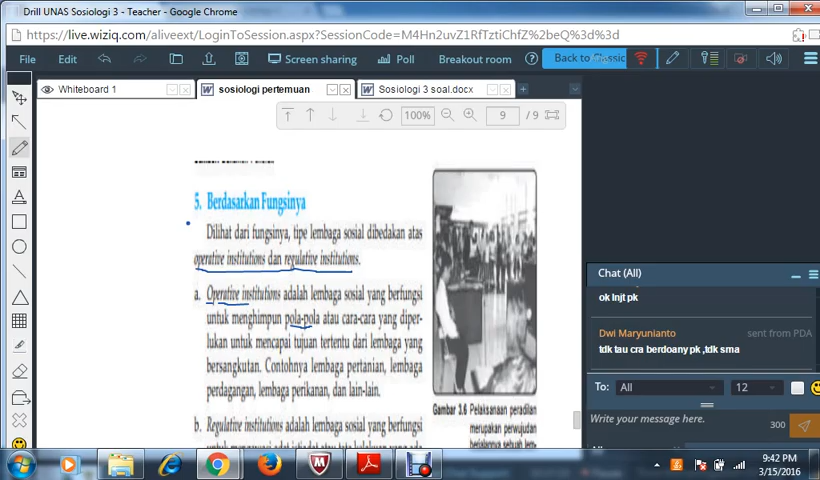 Drill UNAS Sosiologi 3 - Teacher - Google Chrome
https://live.wiziq.com/aliveext/LoginToSession.aspx?SessionCode=M4Hn2uvZ1RfTztiChfZ%2beQ%3d%3d
File Edit Screen sharing Poll Breakout room Back to Classic
Whiteboard 1 sosiologi pertemuan Sosiologi 3 soal.docx
100% 9 / 9
5. Berdasarkan Fungsinya
Dilihat dari fungsinya, tipe lembaga sosial dibedakan atas
operative institutions dan regulative institutions.
a. Operative institutions adalah lembaga sosial yang berfungsi
untuk menghimpun pola-pola atau cara-cara yang diper-
lukan untuk mencapai tujuan tertentu dari lembaga yang
bersangkutan. Contohnya lembaga pertanian, lembaga
perdagangan, lembaga perikanan, dan lain-lain.
b. Regulative institutions adalah lembaga sosial yang berfungsi
Gambar 3.6 Pelaksanaan peradilan
merupakan perwujudan
Chat (All)
ok lnjt pk
Dwi Maryunianto sent from PDA
tdk tau cra berdoany pk ,tdk sma
To: All 12
Write your message here. 300
9:42 PM
3/15/2016